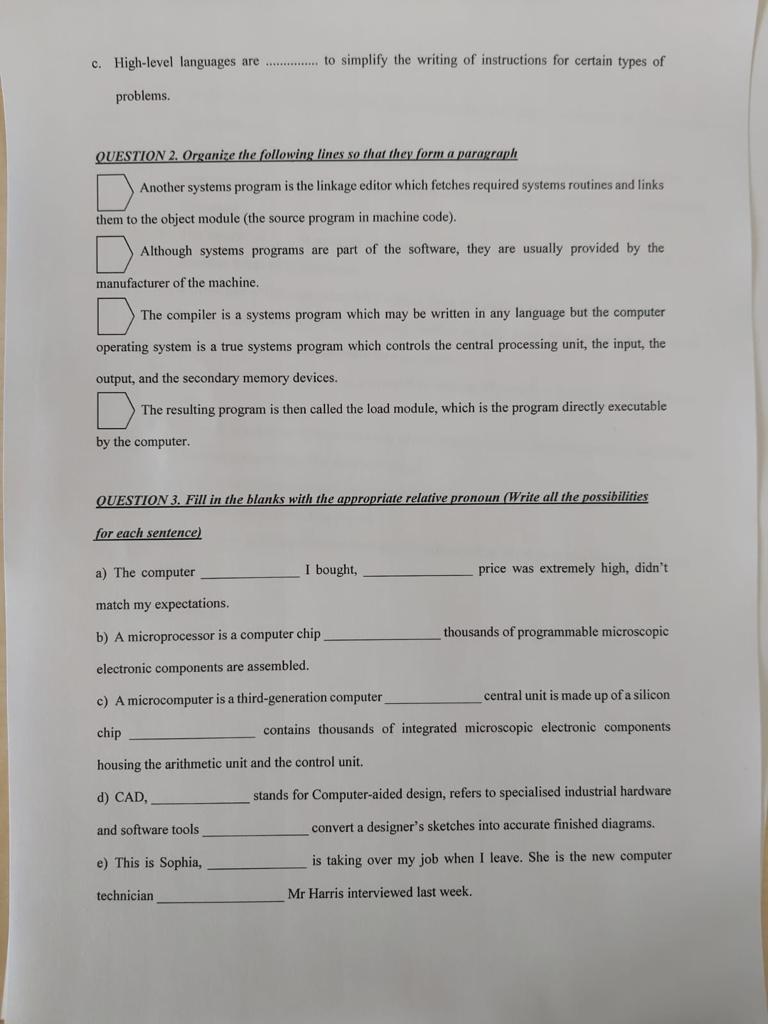 c. High-level languages are .............. to simplify the writing of instructions for certain types of
problems.
QUESTION 2. Organize the following lines so that they form a paragraph
Another systems program is the linkage editor which fetches required systems routines and links
them to the object module (the source program in machine code).
Although systems programs are part of the software, they are usually provided by the
manufacturer of the machine.
The compiler is a systems program which may be written in any language but the computer
operating system is a true systems program which controls the central processing unit, the input, the
output, and the secondary memory devices.
The resulting program is then called the load module, which is the program directly executable
by the computer.
QUESTION 3. Fill in the blanks with the appropriate relative pronoun (Write all the possibilities
for each sentence)
a) The computer ______________ I bought, ________________ price was extremely high, didn't
match my expectations.
b) A microprocessor is a computer chip _________________ thousands of programmable microscopic
electronic components are assembled.
c) A microcomputer is a third-generation computer ______________ central unit is made up of a silicon
chip __________________ contains thousands of integrated microscopic electronic components
housing the arithmetic unit and the control unit.
d) CAD, ______________ stands for Computer-aided design, refers to specialised industrial hardware
and software tools _______________ convert a designer's sketches into accurate finished diagrams.
e) This is Sophia, ______________ is taking over my job when I leave. She is the new computer
technician __________________ Mr Harris interviewed last week.